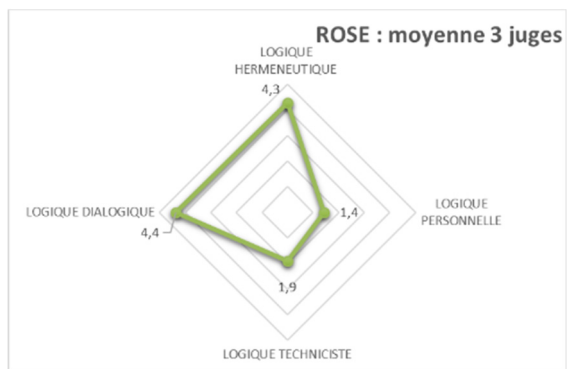 ROSE : moyenne 3 juges
LOGIQUE
HERMENEUTIQUE
4,3
LOGIQUE DIALOGIQUE
4,4
1,4
LOGIQUE
PERSONNELLE
1,9
LOGIQUE TECHNICISTE